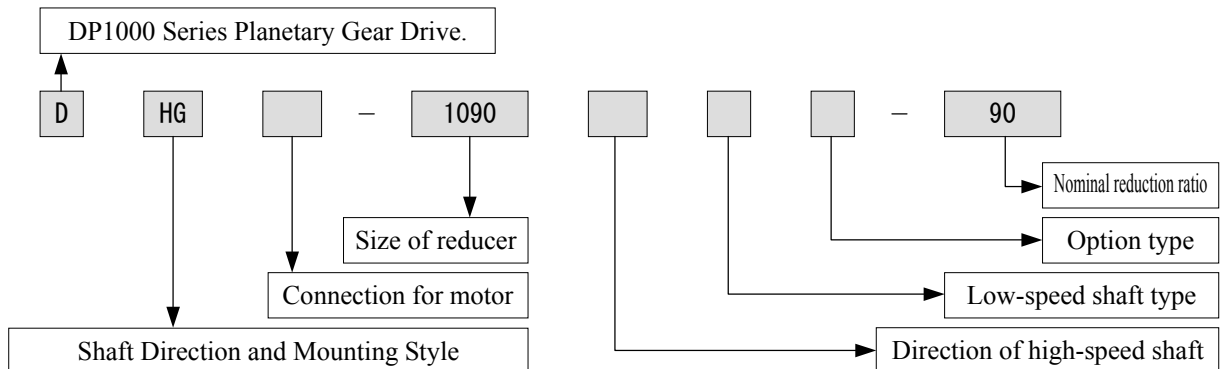 DP1000 Series Planetary Gear Drive.
D HG – 1090 – 90
Nominal reduction ratio
Size of reducer
Option type
Connection for motor
Low-speed shaft type
Shaft Direction and Mounting Style
Direction of high-speed shaft